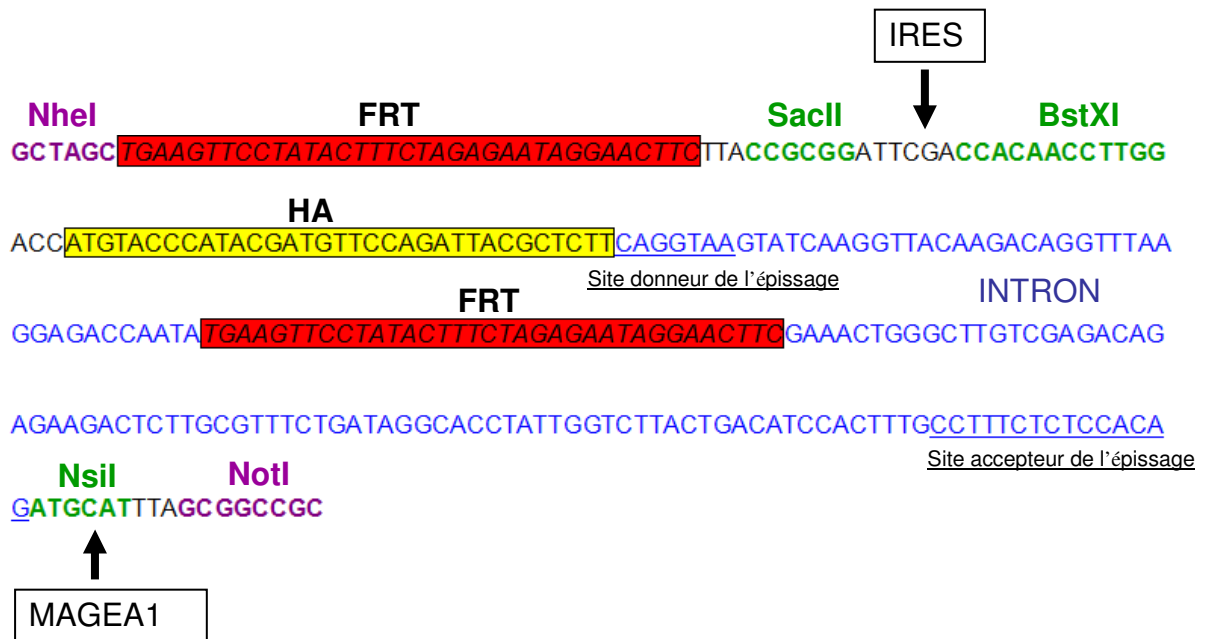 IRES
NheI FRT SacII BstXI
GCTAGCTGAAGTTCCTATACTTTCTAGAGAATAGGAACTTCTTACCGCGGATTCGACCACAACCTTGG
HA
ACCATGTACCCATACGATGTTCCAGATTACGCTCTTCAGGTAAGTATCAAGGTTACAAGACAGGTTTAA
Site donneur de l'épissage
FRT INTRON
GGAGACCAATATGAAGTTCCTATACTTTCTAGAGAATAGGAACTTCGAAACTGGGCTTGTCGAGACAG
AGAAGACTCTTGCGTTTCTGATAGGCACCTATTGGTCTTACTGACATCCACTTTGCCTTTCTCTCCACA
Site accepteur de l'épissage
NsiI NotI
GATGCATTTAGCGGCCGC
MAGEA1